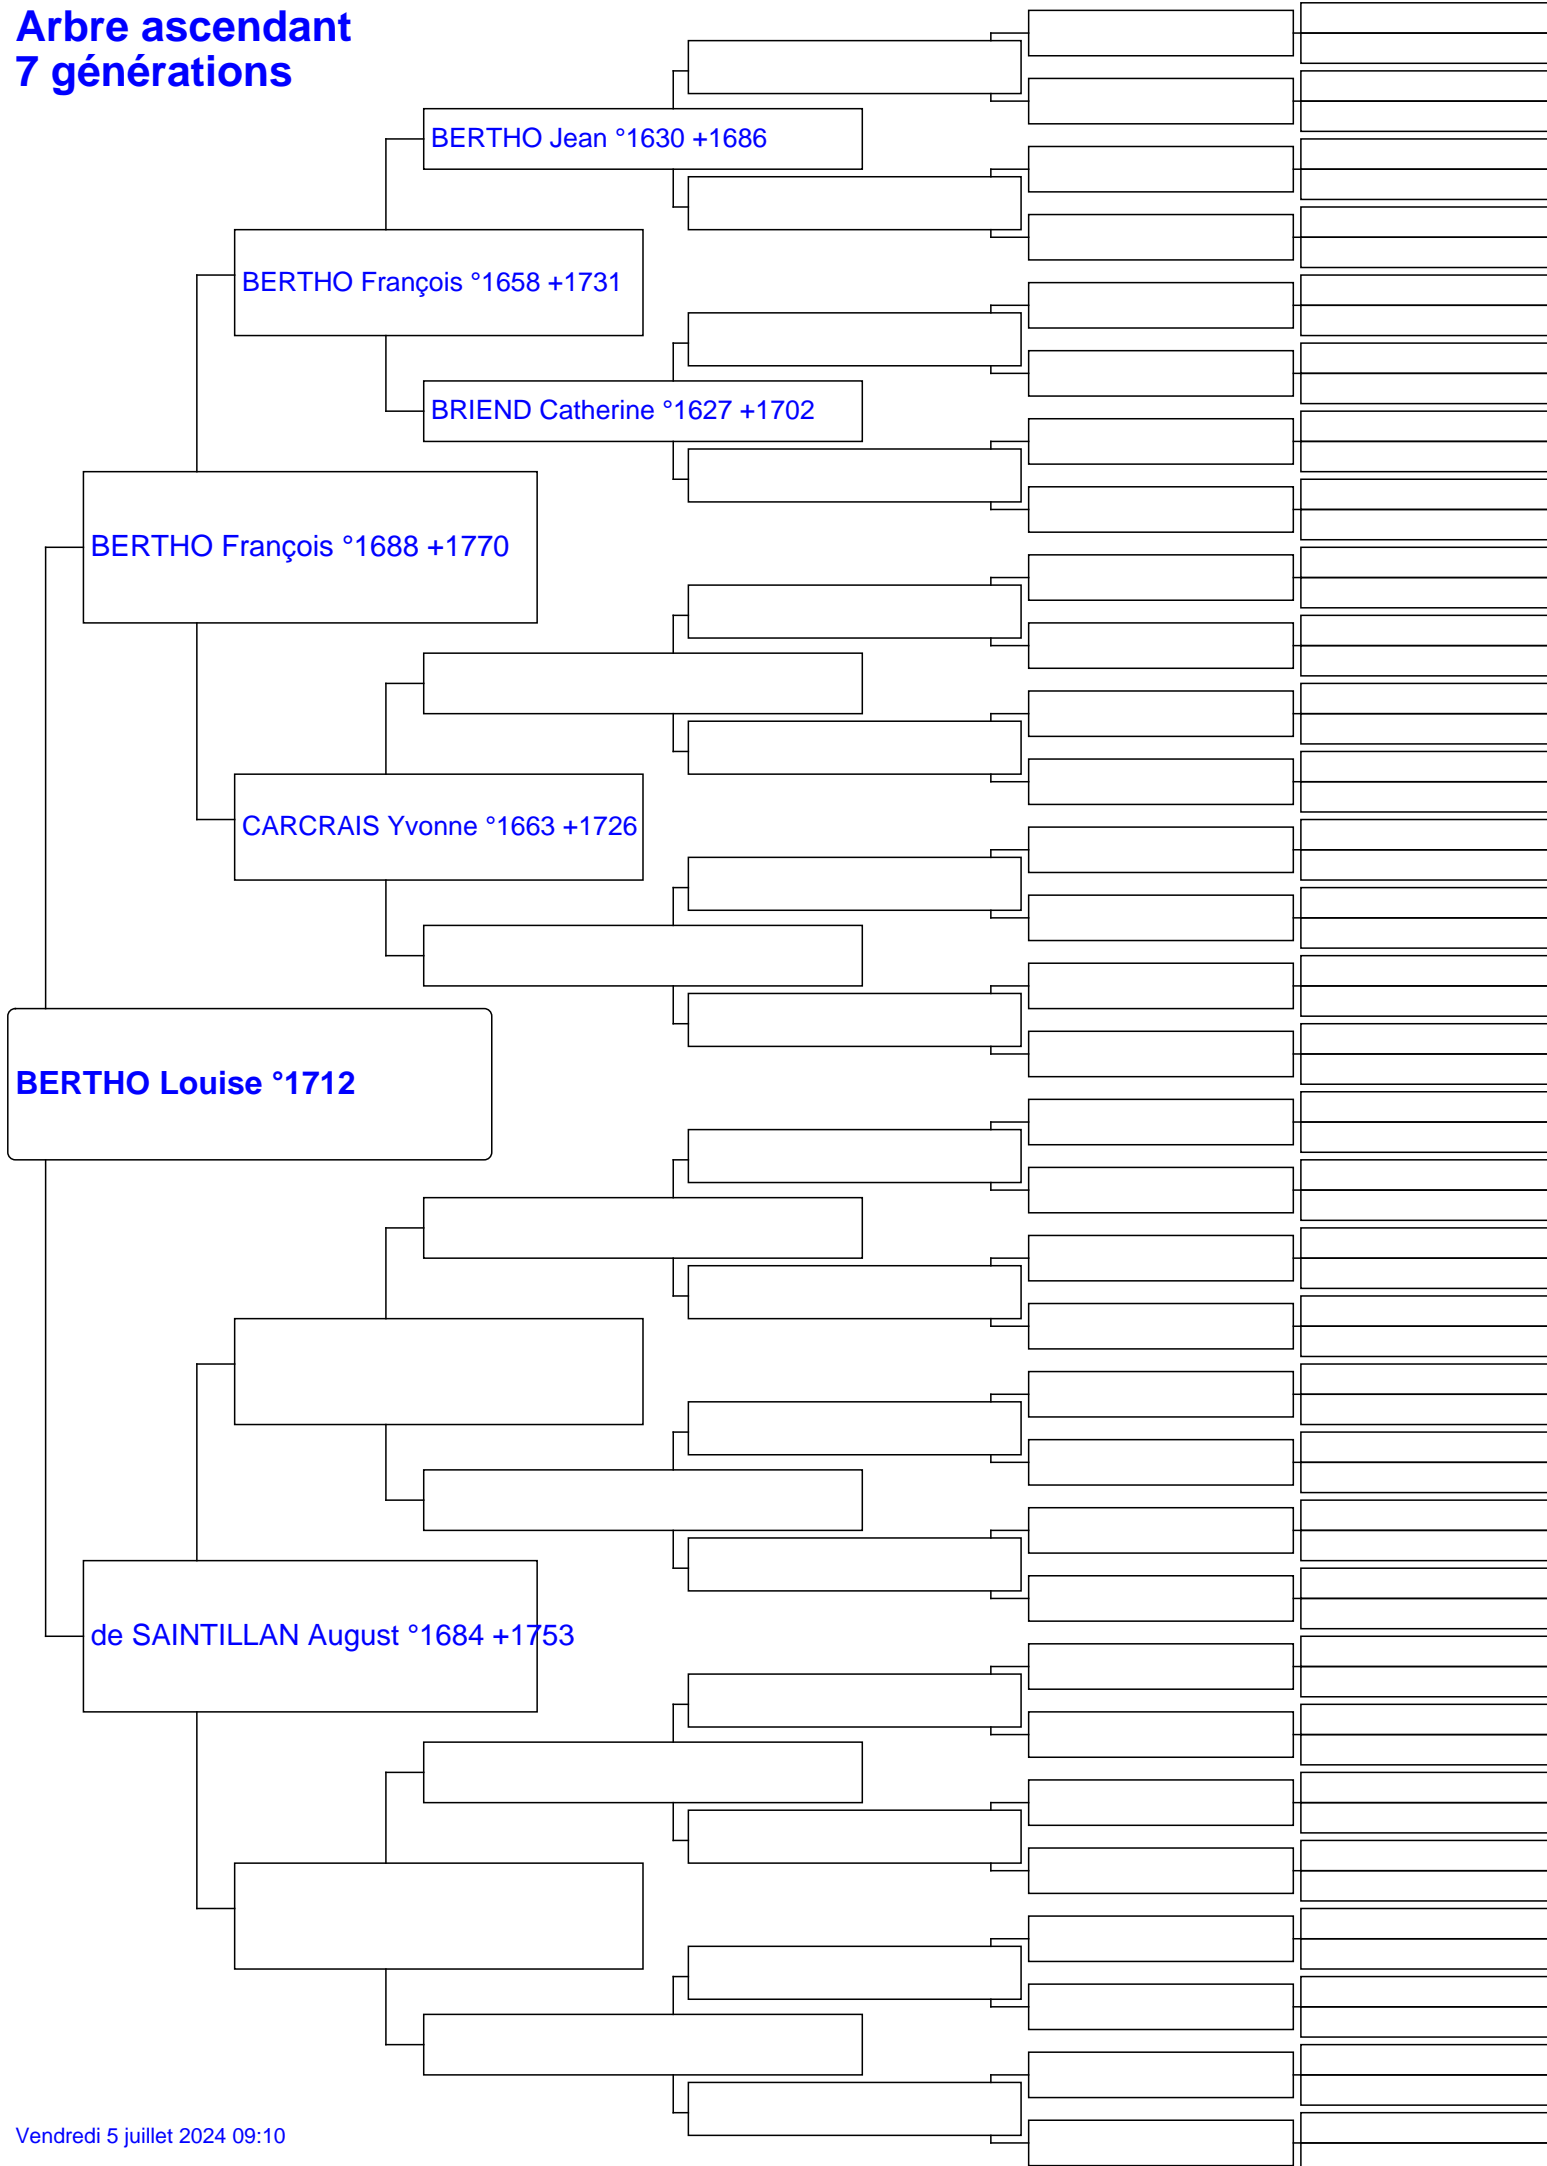 Arbre ascendant
7 générations
BERTHO Jean °1630 +1686
BERTHO François °1658 +1731
BRIEND Catherine °1627 +1702
BERTHO François °1688 +1770
CARCRAIS Yvonne °1663 +1726
BERTHO Louise °1712
de SAINTILLAN August °1684 +1753
Vendredi 5 juillet 2024 09:10